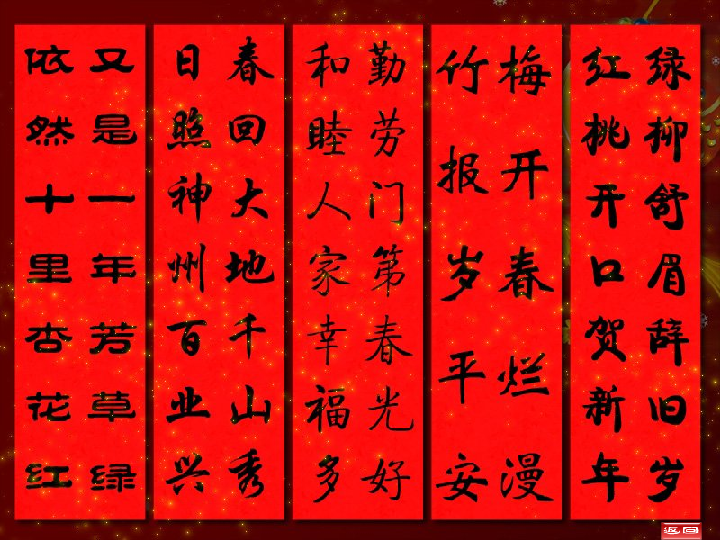 绿柳舒眉辞旧岁
红桃开口贺新年
梅开春烂漫
竹报岁平安
勤劳门第春光好
和睦人家幸福多
春回大地千山秀
日照神州百业兴
又是一年芳草绿
依然十里杏花红
返回